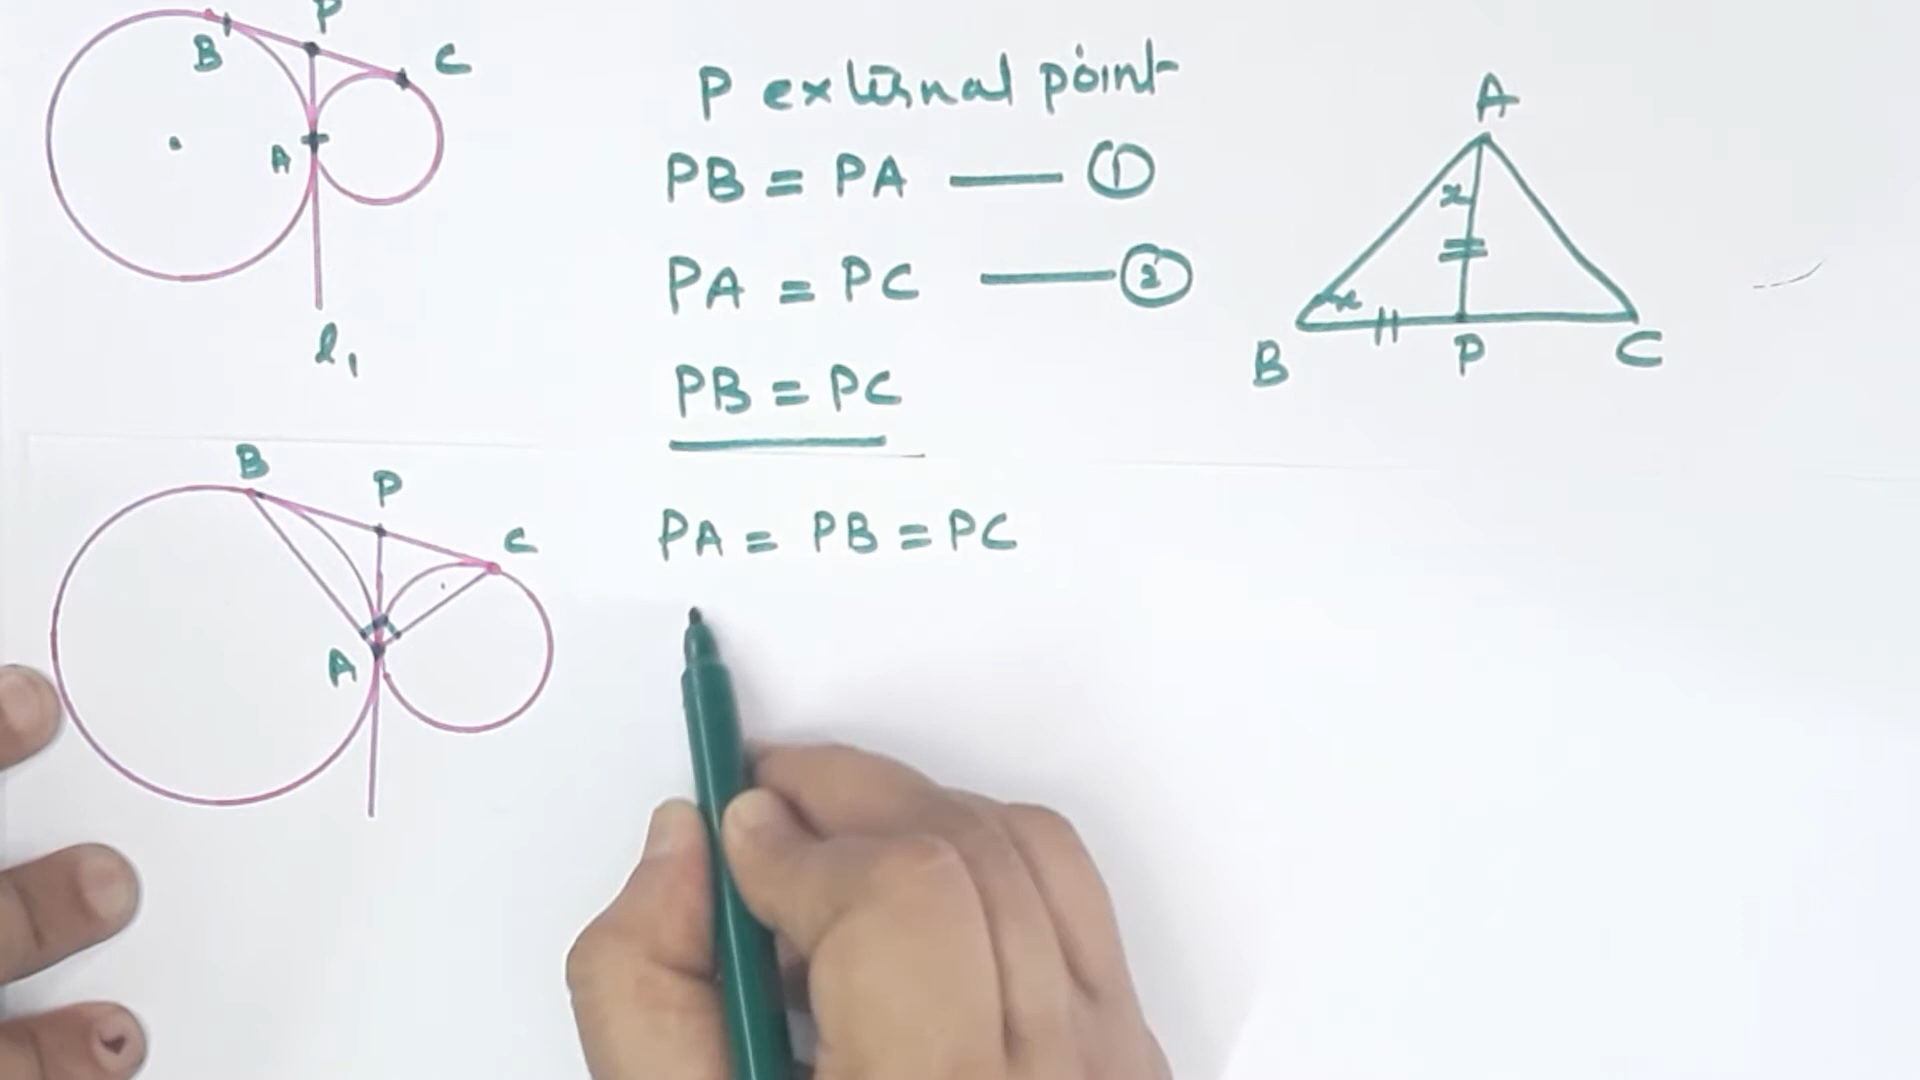 P
B
C
A
l₁
P external point
PB = PA —— ①
PA = PC —— ②
PB = PC
A
x
x
B
P
C
B
P
C
A
PA = PB = PC